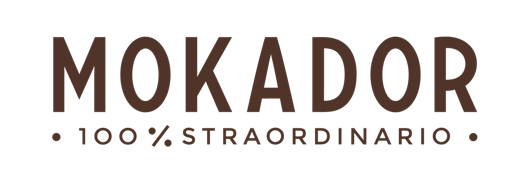 MOKADOR
• 100% STRAORDINARIO •